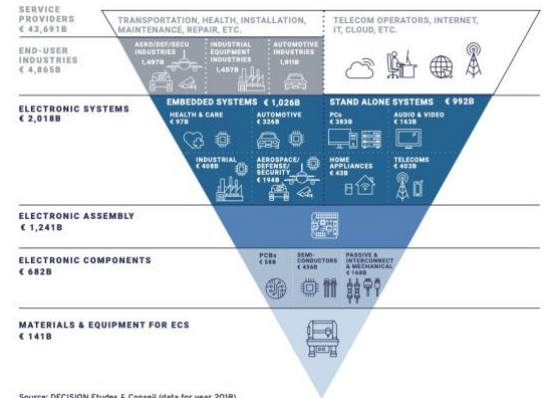 SERVICE
PROVIDERS
€ 43,691B
TRANSPORTATION, HEALTH, INSTALLATION,
MAINTENANCE, REPAIR, ETC.
TELECOM OPERATORS, INTERNET,
IT, CLOUD, ETC.
END-USER
INDUSTRIES
€ 4,865B
AERO/DEF/SECU
INDUSTRIES
1,497B
INDUSTRIAL
EQUIPMENT
INDUSTRIES
1,457B
AUTOMOTIVE
INDUSTRIES
1,911B
ELECTRONIC SYSTEMS
€ 2,018B
EMBEDDED SYSTEMS € 1,026B
STAND ALONE SYSTEMS € 992B
HEALTH & CARE
€ 97B
AUTOMOTIVE
€ 326B
PCs
€ 383B
AUDIO & VIDEO
€ 163B
INDUSTRIAL
€ 408B
AEROSPACE/
DEFENSE/
SECURITY
€ 194B
HOME
APPLIANCES
€ 43B
TELECOMS
€ 403B
ELECTRONIC ASSEMBLY
€ 1,241B
ELECTRONIC COMPONENTS
€ 682B
PCBs
€ 58B
SEMI-
CONDUCTORS
€ 456B
PASSIVE &
INTERCONNECT
& MECHANICAL
€ 168B
MATERIALS & EQUIPMENT FOR ECS
€ 141B
Source: DECISION Etudes & Conseil (data for year 2018)